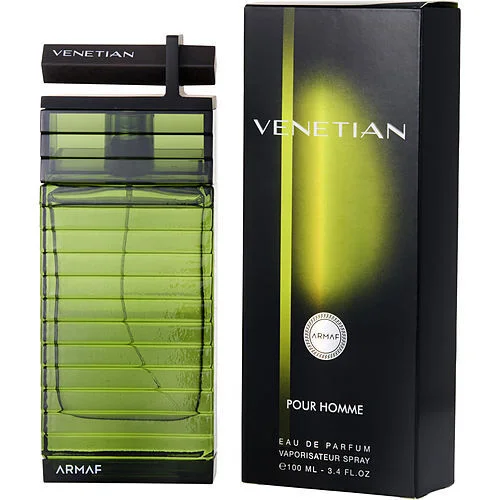 VENETIAN
ARMAF
VENETIAN
ARMAF
POUR HOMME
EAU DE PARFUM
VAPORISATEUR SPRAY
℮100 ML - 3.4 FL.OZ